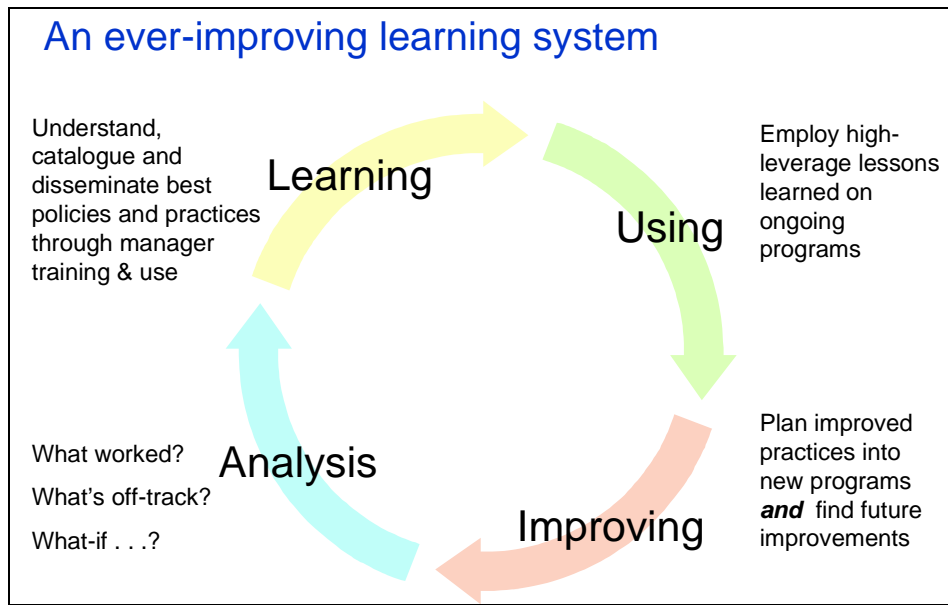 An ever-improving learning system
Understand,
catalogue and
disseminate best
policies and practices
through manager
training & use
Learning
Using
Employ high-
leverage lessons
learned on
ongoing
programs
What worked?
What's off-track?
What-if . . .?
Analysis
Improving
Plan improved
practices into
new programs
and find future
improvements